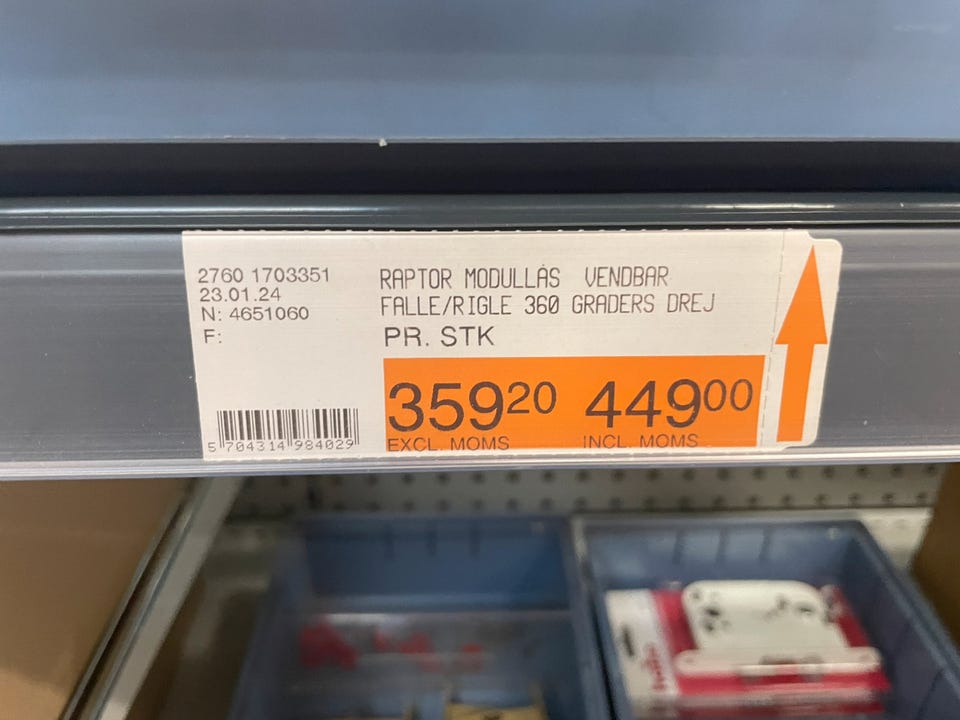 2760 1703351
23.01.24
N: 4651060
F:
5 704314 984029
RAPTOR MODULLÅS VENDBAR
FALLE/RIGLE 360 GRADERS DREJ
PR. STK
35920 44900
EXCL. MOMS INCL. MOMS